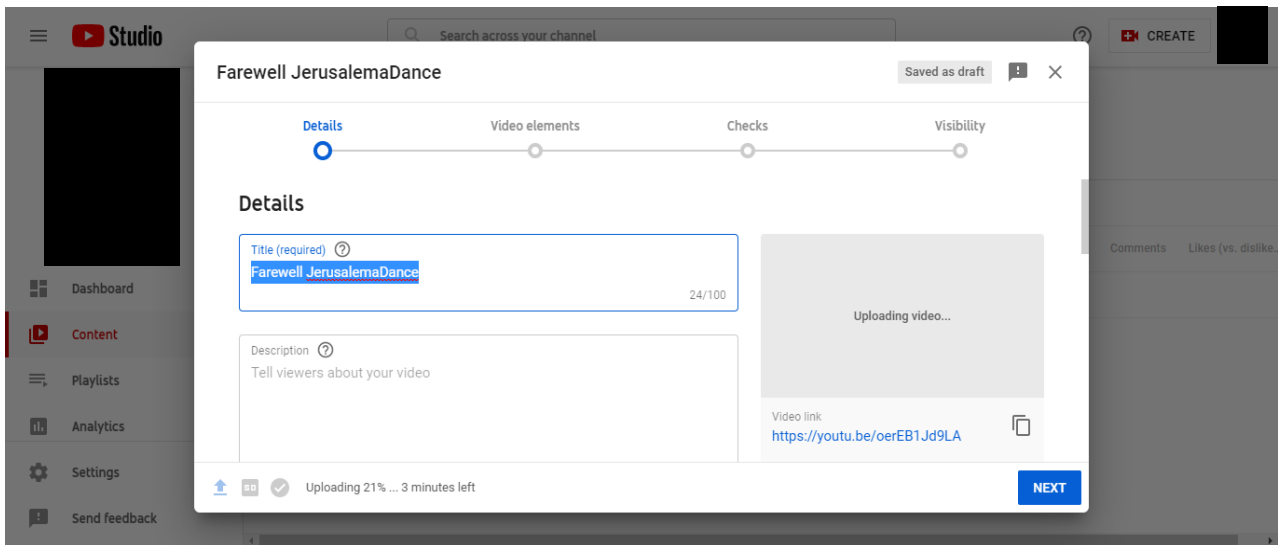 Studio
Search across your channel
CREATE
Farewell JerusalemaDance
Saved as draft
Details
Video elements
Checks
Visibility
Details
Title (required)
Farewell JerusalemaDance
24/100
Description
Tell viewers about your video
Uploading video...
Video link
https://youtu.be/oerEB1Jd9LA
Uploading 21% ... 3 minutes left
NEXT
Dashboard
Content
Playlists
Analytics
Settings
Send feedback
Comments
Likes (vs. dislike...